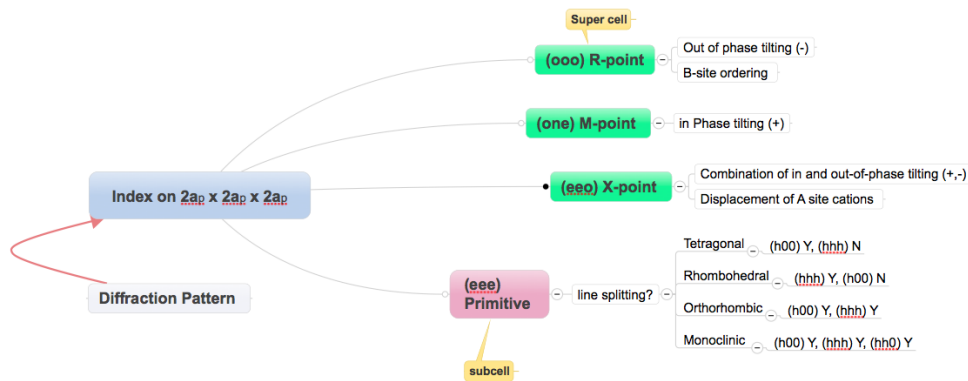 Super cell
(ooo) R-point
Out of phase tilting (-)
B-site ordering
(one) M-point
in Phase tilting (+)
Index on 2ap x 2ap x 2ap
(eeo) X-point
Combination of in and out-of-phase tilting (+,-)
Displacement of A site cations
Diffraction Pattern
(eee)
Primitive
line splitting?
Tetragonal
(h00) Y, (hhh) N
Rhombohedral
(hhh) Y, (h00) N
Orthorhombic
(h00) Y, (hhh) Y
Monoclinic
(h00) Y, (hhh) Y, (hh0) Y
subcell